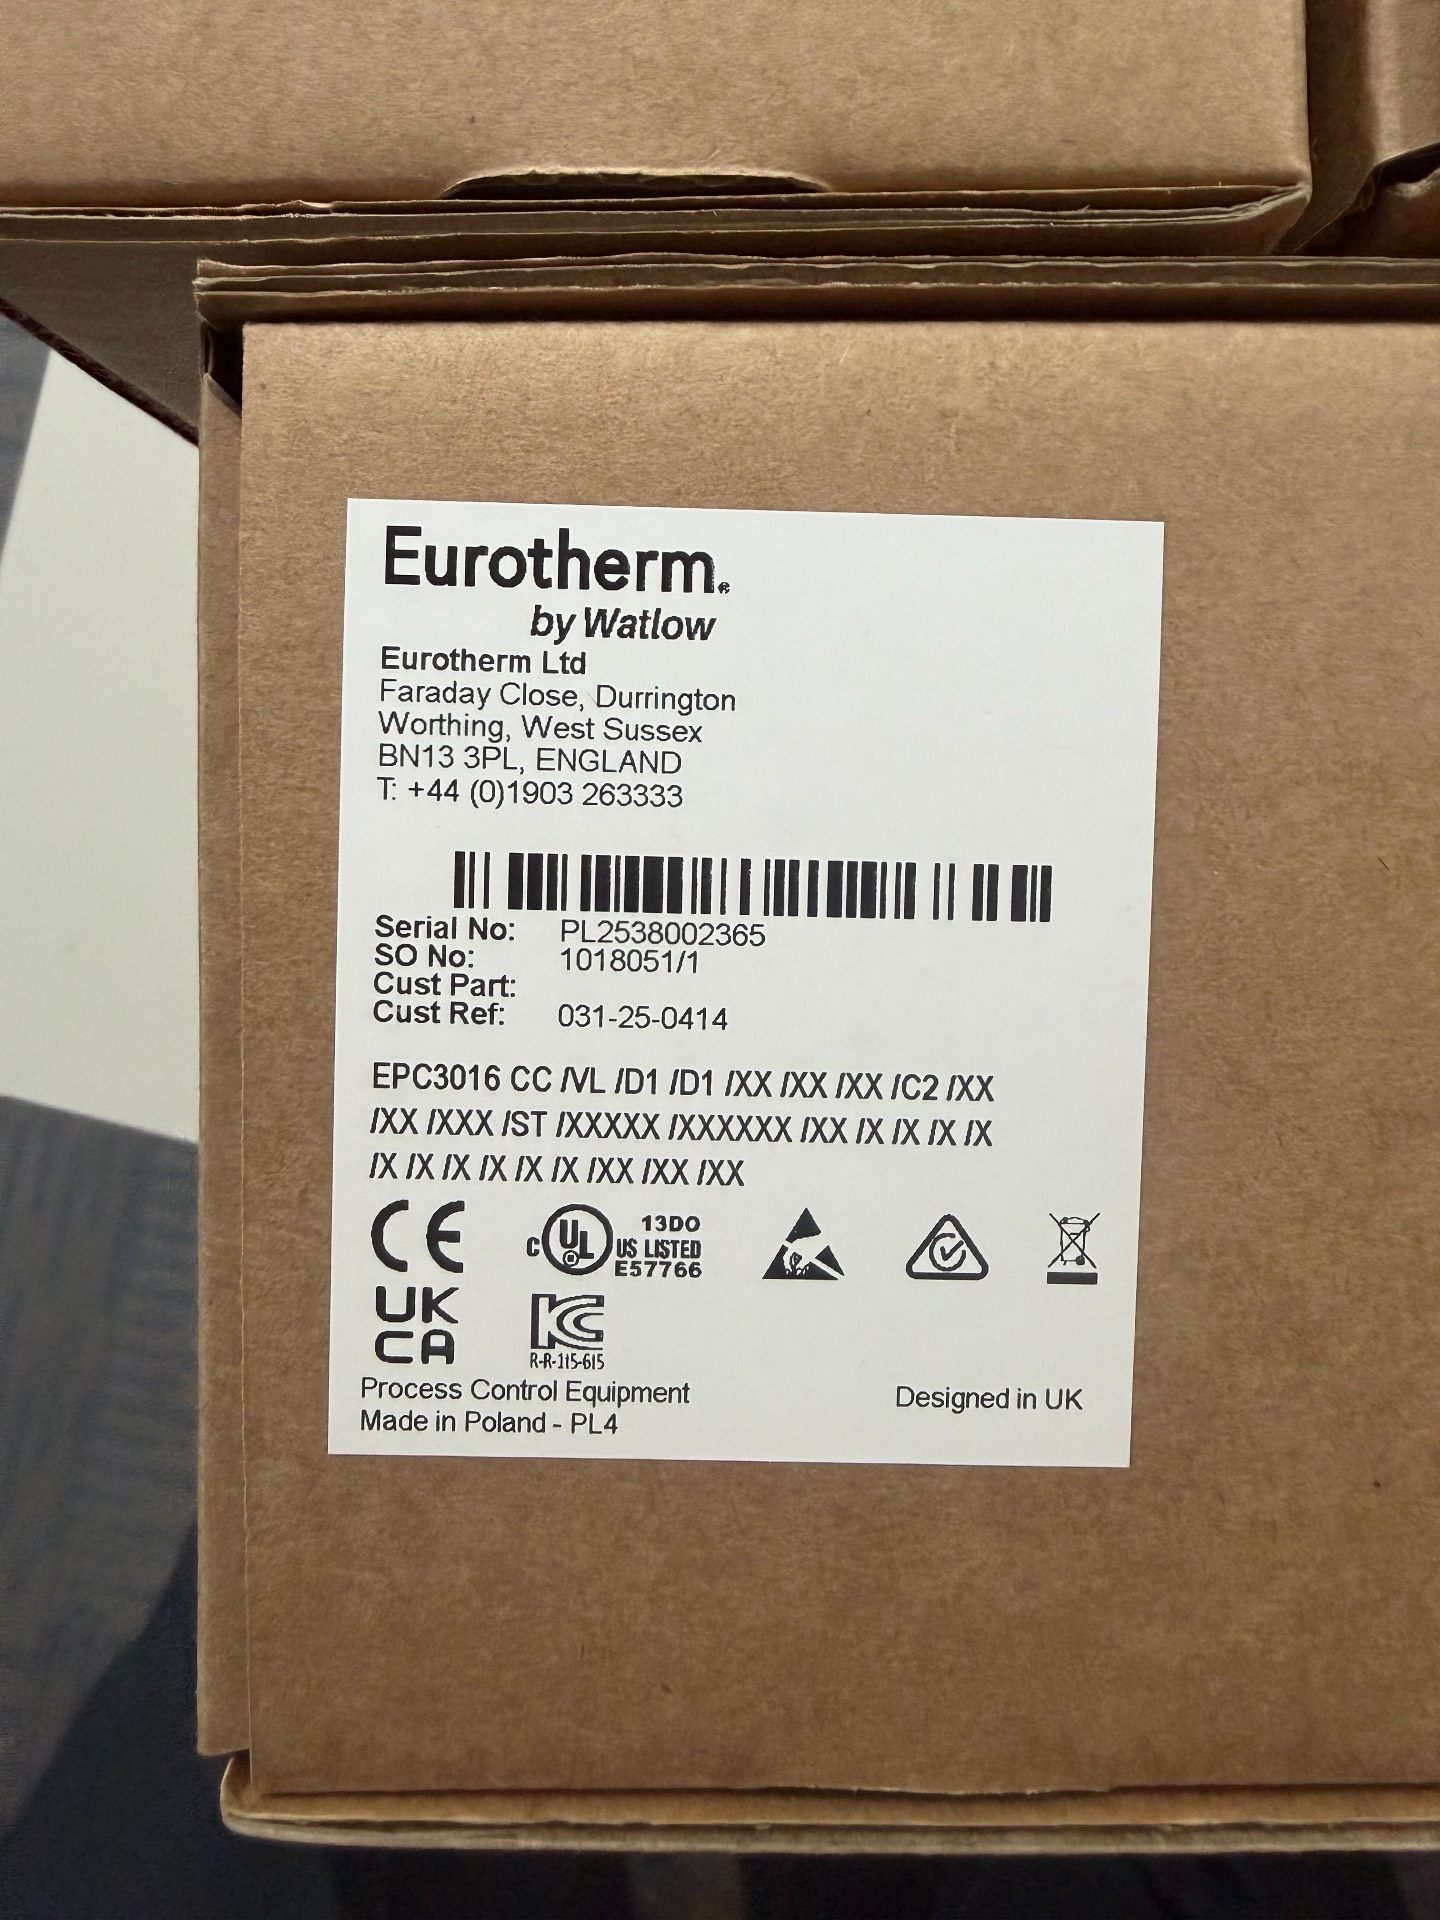 Eurotherm®
by Watlow
Eurotherm Ltd
Faraday Close, Durrington
Worthing, West Sussex
BN13 3PL, ENGLAND
T: +44 (0)1903 263333
Serial No: PL2538002365
SO No: 1018051/1
Cust Part:
Cust Ref: 031-25-0414
EPC3016 CC /VL /D1 /D1 /XX /XX /XX /C2 /XX
/XX /XXX /ST /XXXXX /XXXXXX /XX /X /X /X /X
/X /X /X /X /X /X /XX /XX /XX
CE
C UL US LISTED
13DO
E57766
UK
CA
KC
R-R-115-615
Process Control Equipment
Made in Poland - PL4
Designed in UK